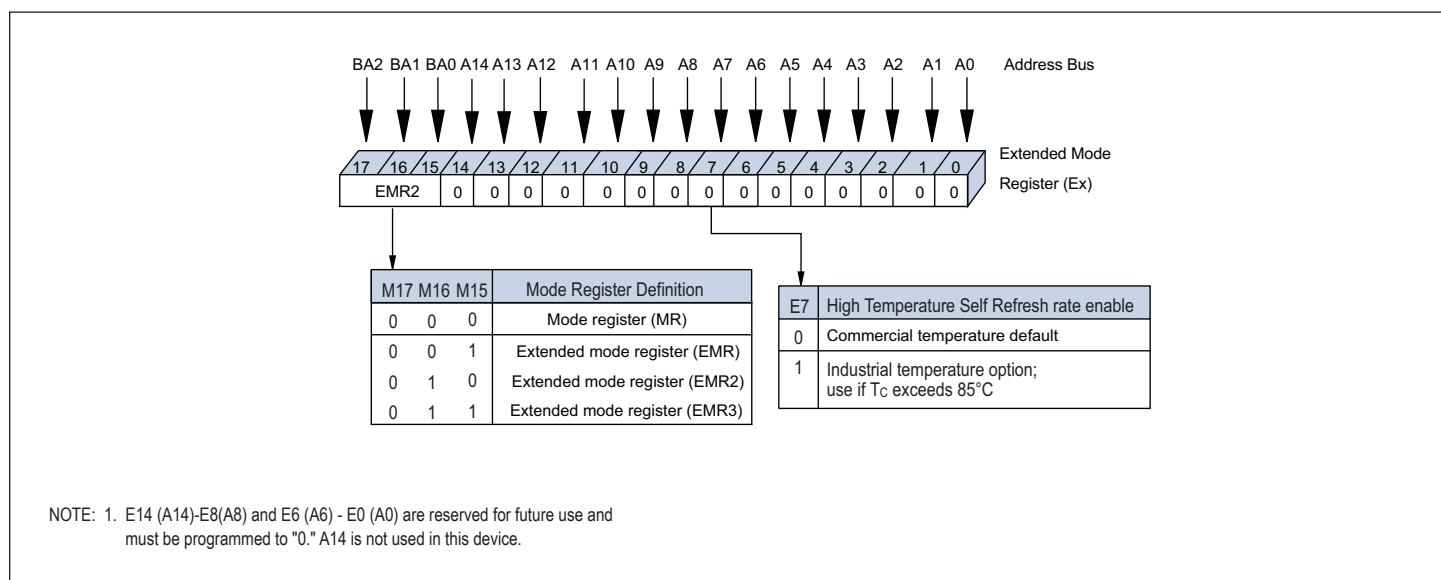 BA2 BA1 BA0 A14 A13 A12 A11 A10 A9 A8 A7 A6 A5 A4 A3 A2 A1 A0 Address Bus
17 16 15 14 13 12 11 10 9 8 7 6 5 4 3 2 1 0 Extended Mode
EMR2 0 0 0 0 0 0 0 0 0 0 0 0 0 0 0 Register (Ex)
M17 M16 M15 Mode Register Definition
0 0 0 Mode register (MR)
0 0 1 Extended mode register (EMR)
0 1 0 Extended mode register (EMR2)
0 1 1 Extended mode register (EMR3)
E7 High Temperature Self Refresh rate enable
0 Commercial temperature default
1 Industrial temperature option;
use if Tc exceeds 85°C
NOTE: 1. E14 (A14)-E8(A8) and E6 (A6) - E0 (A0) are reserved for future use and
must be programmed to "0." A14 is not used in this device.